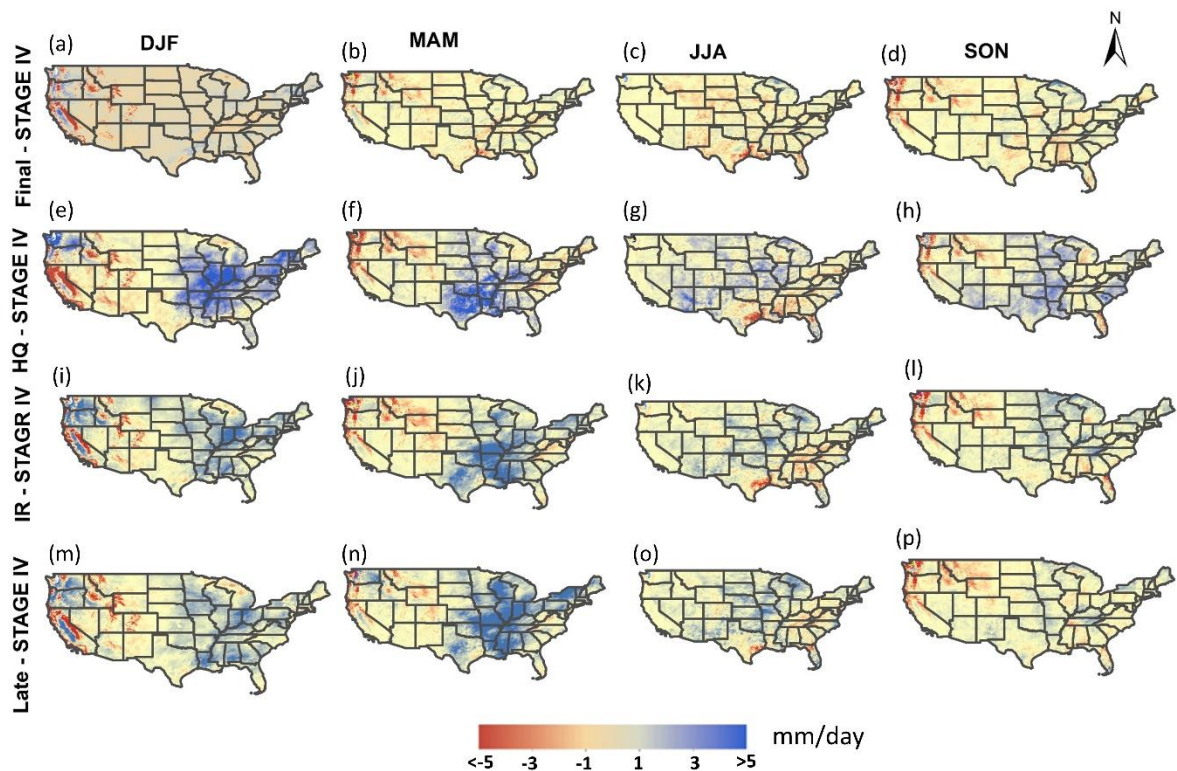 N
DJF
MAM
JJA
SON
Final - STAGE IV
(a)
(b)
(c)
(d)
HQ - STAGE IV
(e)
(f)
(g)
(h)
IR - STAGR IV
(i)
(j)
(k)
(l)
Late - STAGE IV
(m)
(n)
(o)
(p)
mm/day
<-5 -3 -1 1 3 >5